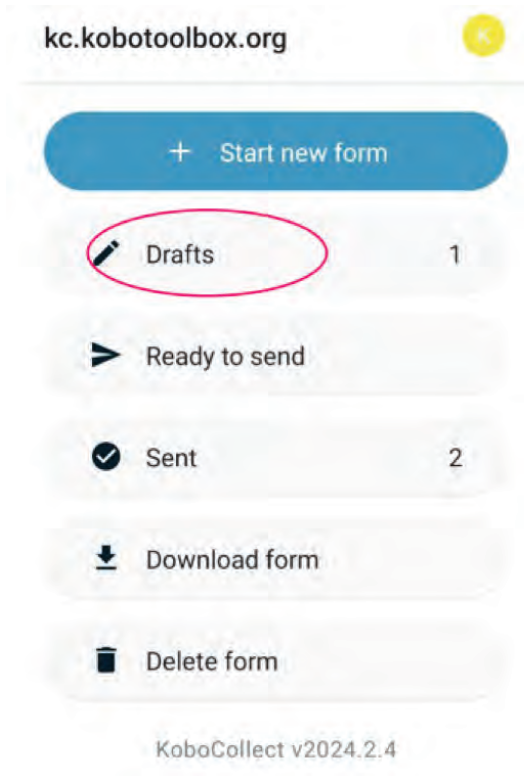 kc.kobotoolbox.org
K
+ Start new form
Drafts 1
Ready to send
Sent 2
Download form
Delete form
KoboCollect v2024.2.4